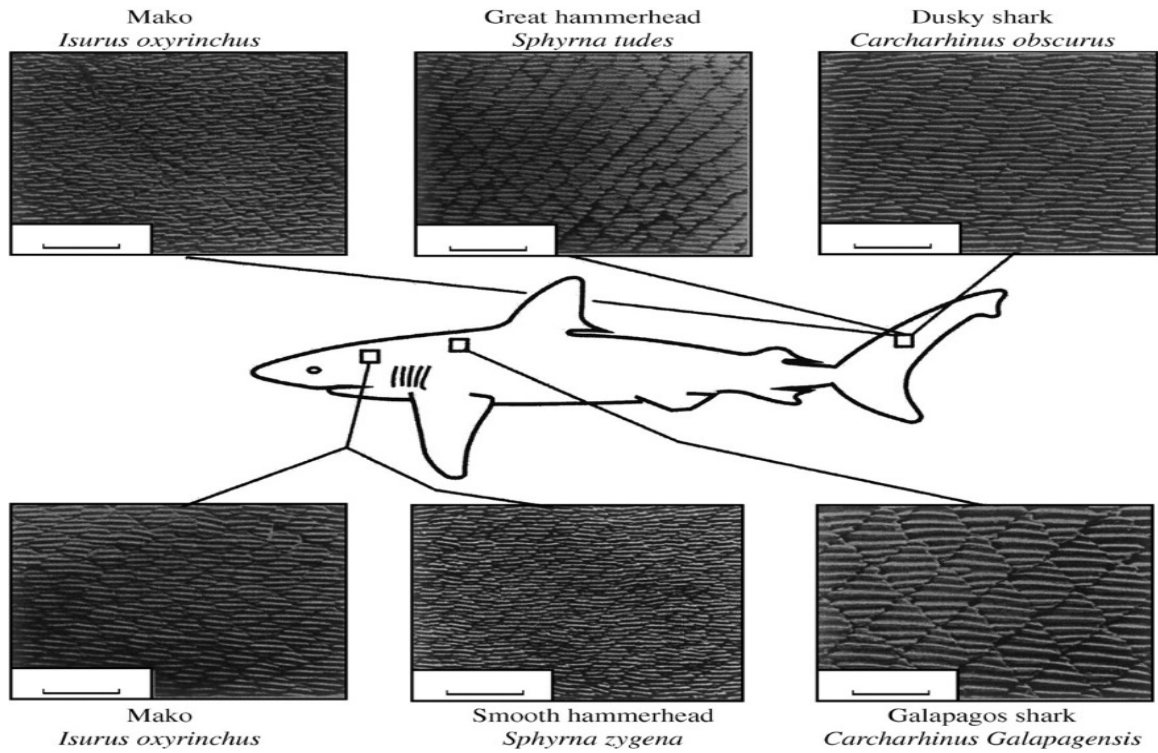 Mako
Isurus oxyrinchus
Great hammerhead
Sphyrna tudes
Dusky shark
Carcharhinus obscurus
Mako
Isurus oxyrinchus
Smooth hammerhead
Sphyrna zygena
Galapagos shark
Carcharhinus Galapagensis